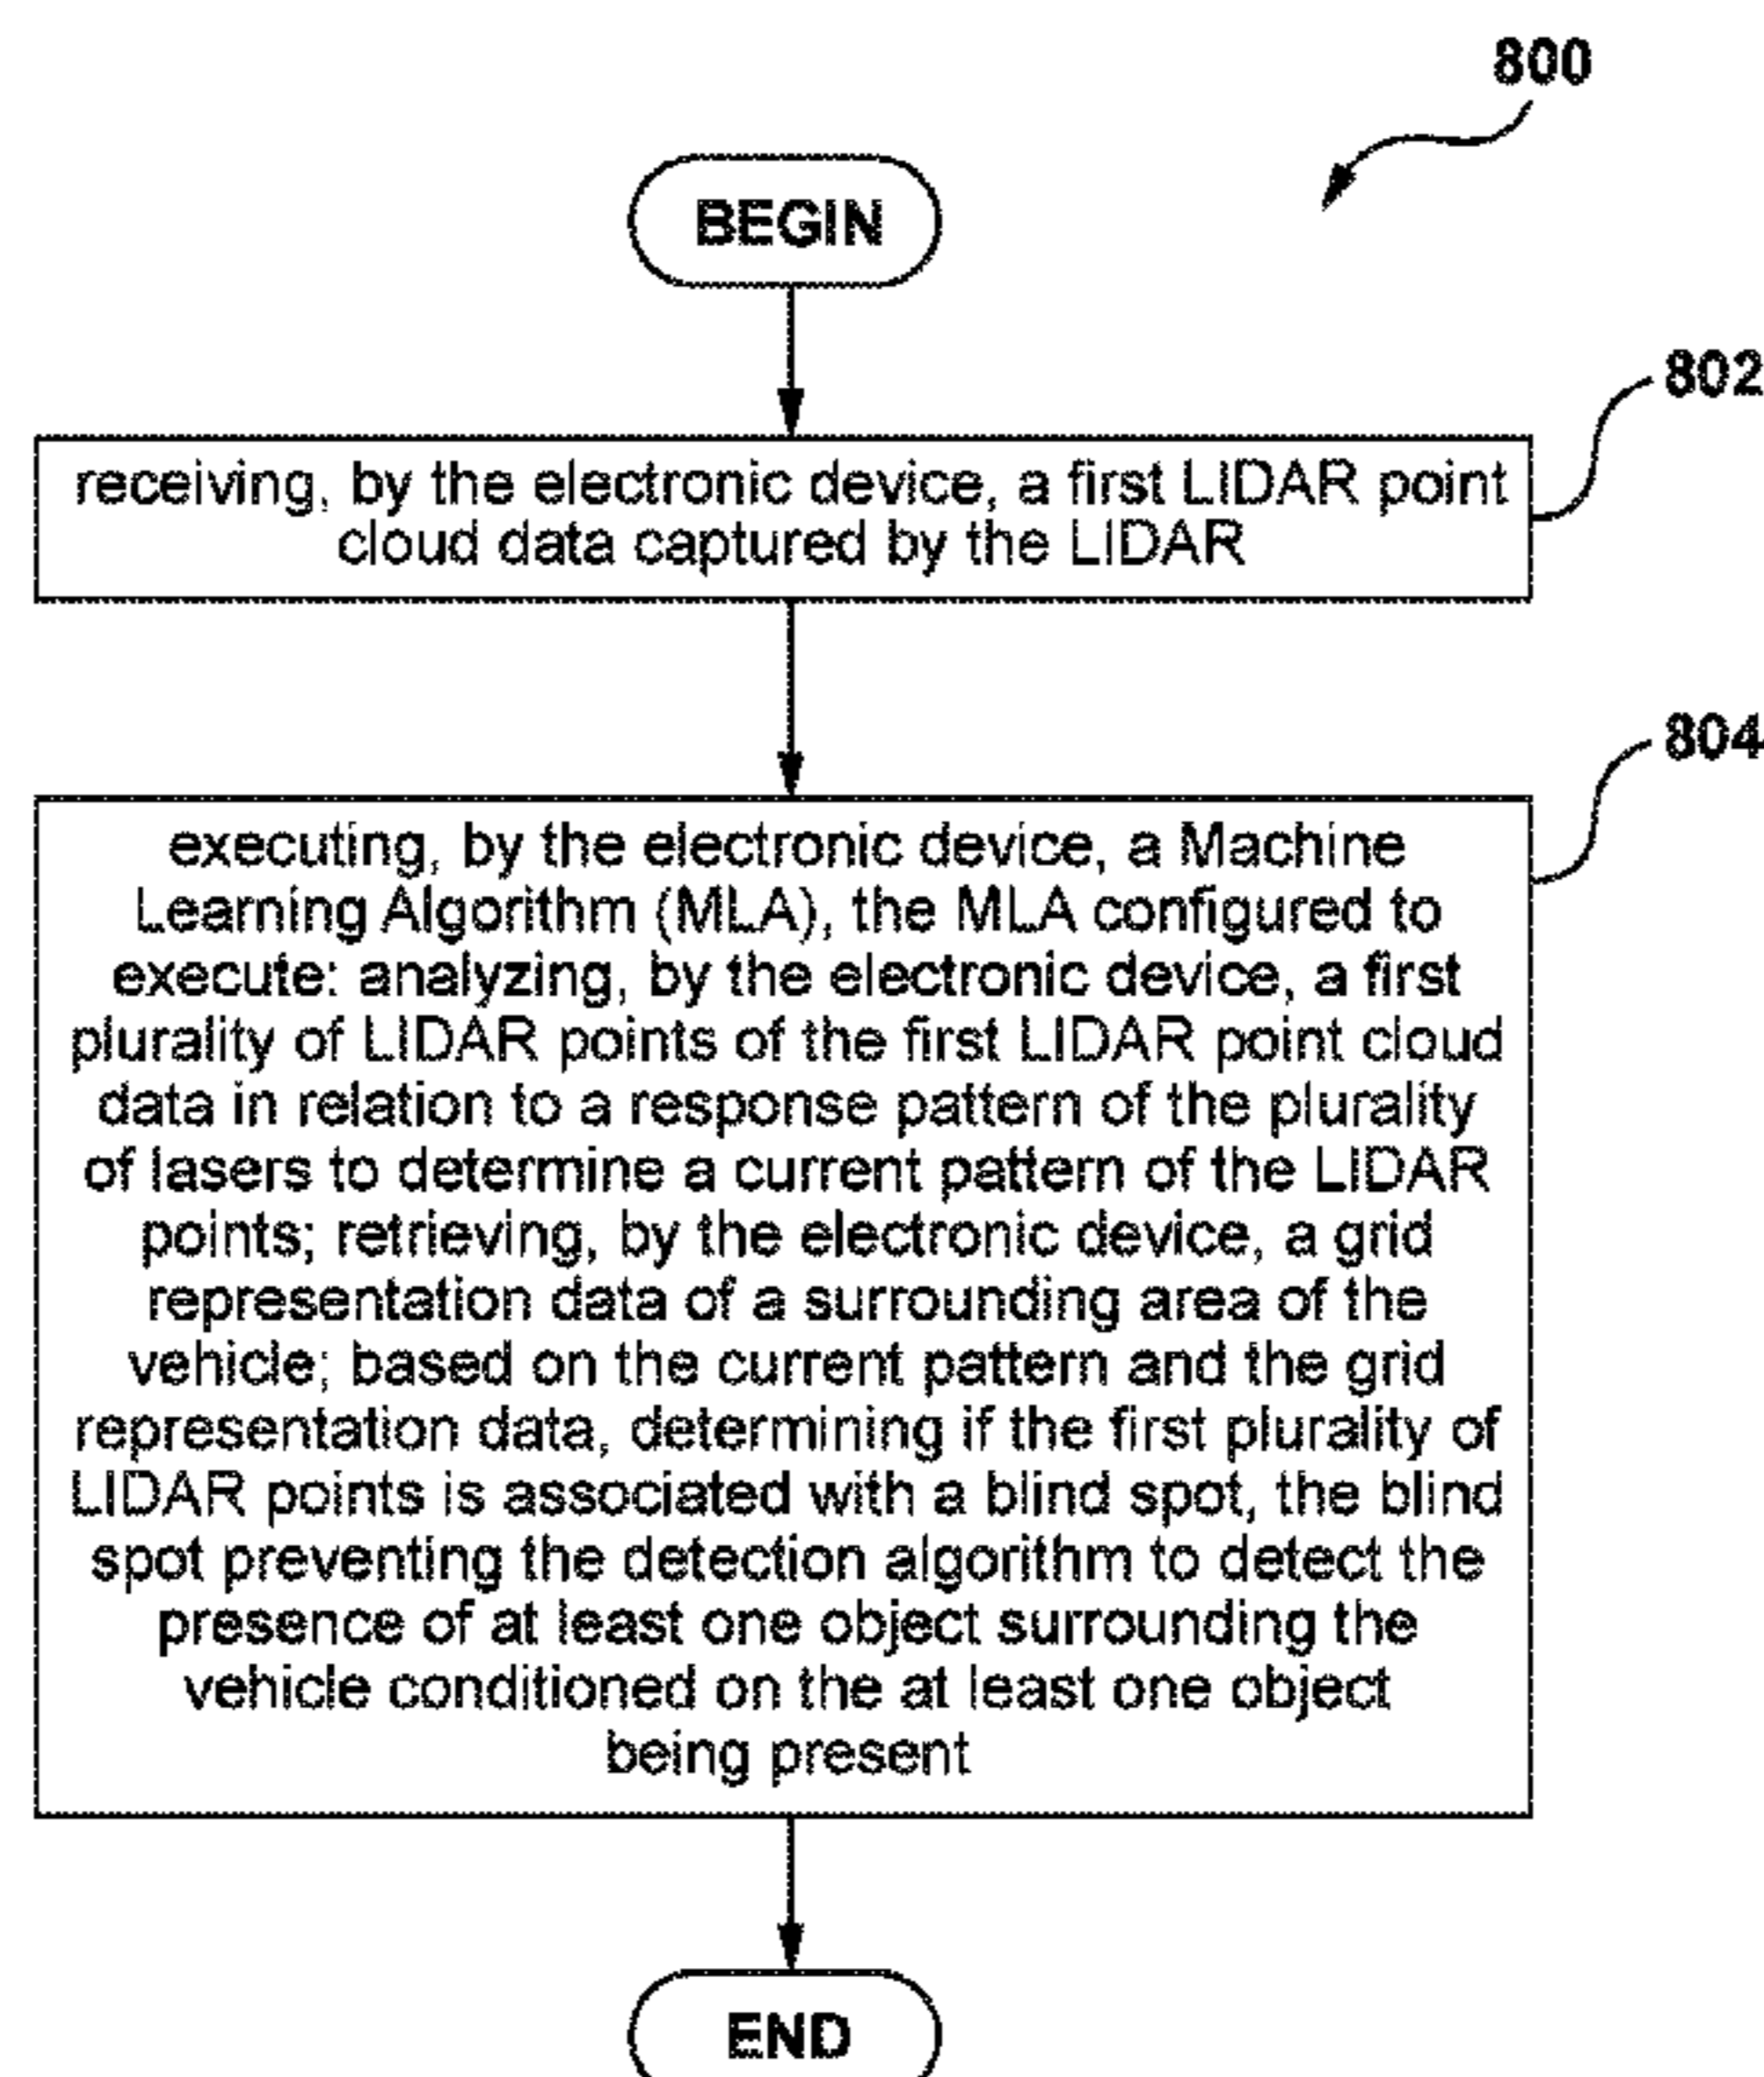 800
BEGIN
802
receiving, by the electronic device, a first LIDAR point
cloud data captured by the LIDAR
804
executing, by the electronic device, a Machine
Learning Algorithm (MLA), the MLA configured to
execute: analyzing, by the electronic device, a first
plurality of LIDAR points of the first LIDAR point cloud
data in relation to a response pattern of the plurality
of lasers to determine a current pattern of the LIDAR
points; retrieving, by the electronic device, a grid
representation data of a surrounding area of the
vehicle; based on the current pattern and the grid
representation data, determining if the first plurality of
LIDAR points is associated with a blind spot, the blind
spot preventing the detection algorithm to detect the
presence of at least one object surrounding the
vehicle conditioned on the at least one object
being present
END